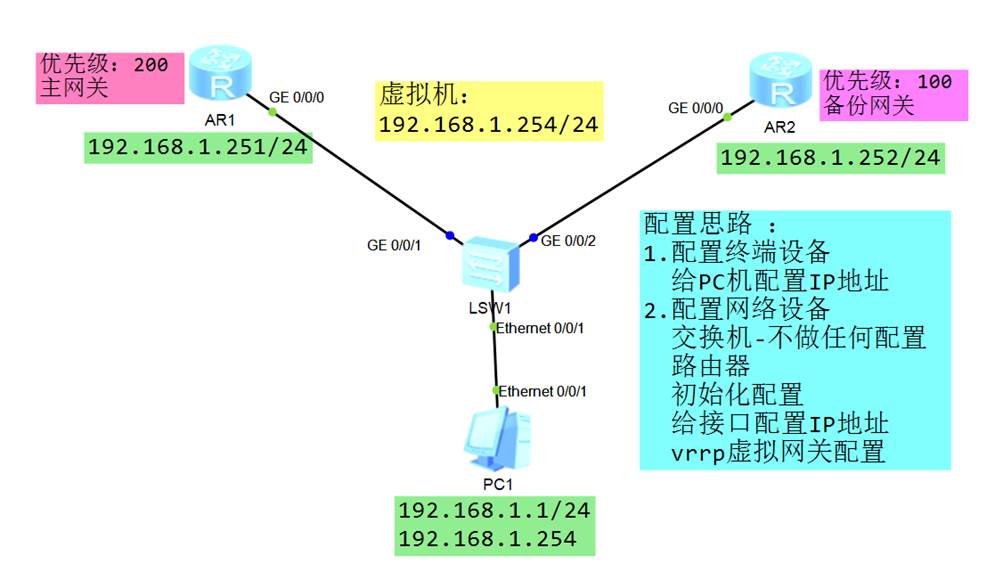 优先级：200
主网关
R
GE 0/0/0
AR1
192.168.1.251/24
虚拟机：
192.168.1.254/24
优先级：100
备份网关
R
GE 0/0/0
AR2
192.168.1.252/24
GE 0/0/1
GE 0/0/2
LSW1
Ethernet 0/0/1
Ethernet 0/0/1
PC1
192.168.1.1/24
192.168.1.254
配置思路 ：
1.配置终端设备
给PC机配置IP地址
2.配置网络设备
交换机-不做任何配置
路由器
初始化配置
给接口配置IP地址
vrrp虚拟网关配置